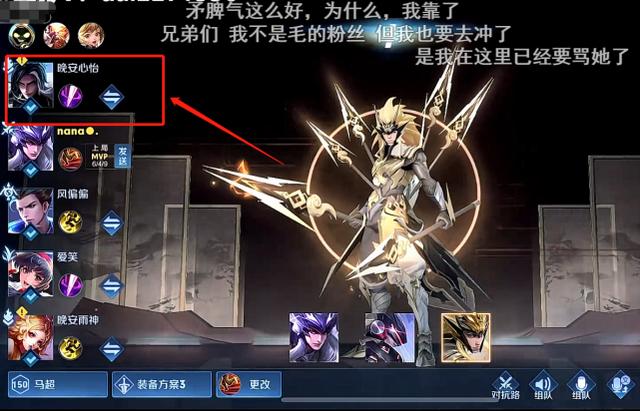 矛脾气这么好，为什么，我靠了
兄弟们 我不是毛的粉丝 但我也要去冲了
是我在这里已经要骂她了
晚安心怡
nana●.
上局
MVP
6/4/9
发送
风偏偏
爱笑
晚安雨神
150 马超
装备方案3
更改
对抗路
组队
组队